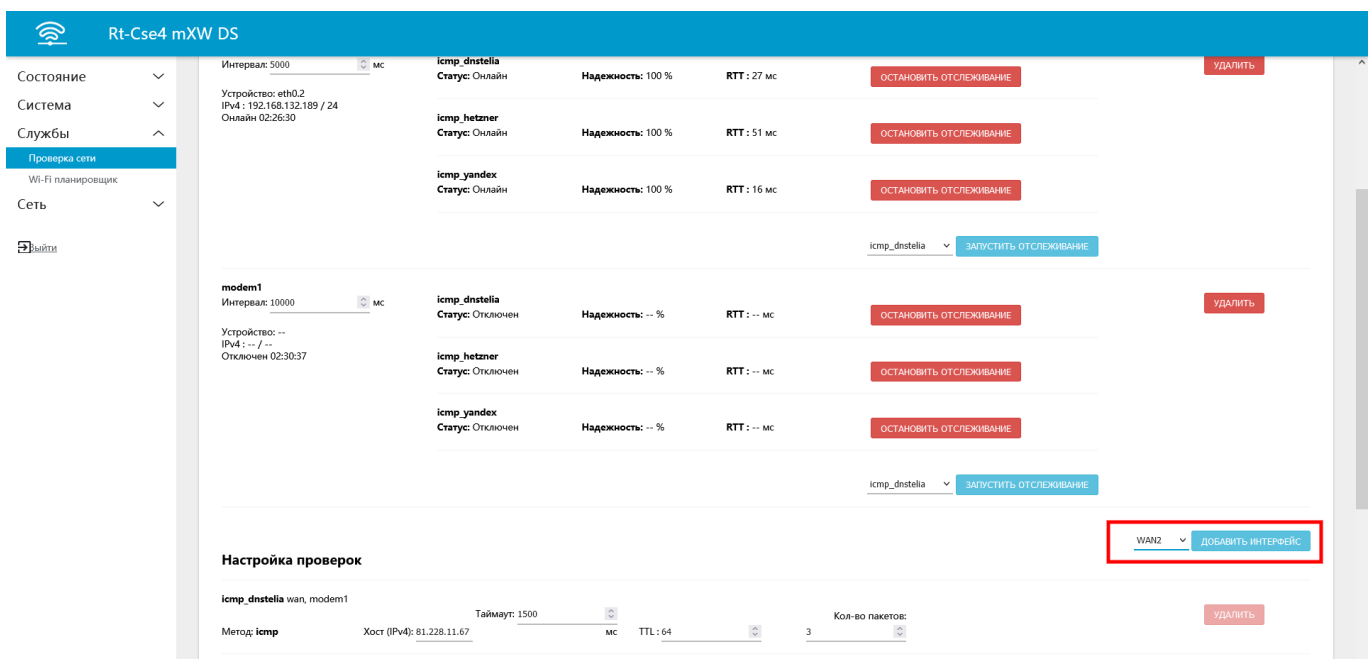 Rt-Cse4 mXW DS
Состояние
Система
Службы
Проверка сети
Wi-Fi планировщик
Сеть
Выйти
Интервал: 5000 мс
Устройство: eth0.2
IPv4 : 192.168.132.189 / 24
Онлайн 02:26:30
icmp_dnstelia
Статус: Онлайн Надежность: 100 % RTT : 27 мс ОСТАНОВИТЬ ОТСЛЕЖИВАНИЕ УДАЛИТЬ
icmp_hetzner
Статус: Онлайн Надежность: 100 % RTT : 51 мс ОСТАНОВИТЬ ОТСЛЕЖИВАНИЕ
icmp_yandex
Статус: Онлайн Надежность: 100 % RTT : 16 мс ОСТАНОВИТЬ ОТСЛЕЖИВАНИЕ
icmp_dnstelia ЗАПУСТИТЬ ОТСЛЕЖИВАНИЕ
modem1
Интервал: 10000 мс
Устройство: --
IPv4 : -- / --
Отключен 02:30:37
icmp_dnstelia
Статус: Отключен Надежность: -- % RTT : -- мс ОСТАНОВИТЬ ОТСЛЕЖИВАНИЕ УДАЛИТЬ
icmp_hetzner
Статус: Отключен Надежность: -- % RTT : -- мс ОСТАНОВИТЬ ОТСЛЕЖИВАНИЕ
icmp_yandex
Статус: Отключен Надежность: -- % RTT : -- мс ОСТАНОВИТЬ ОТСЛЕЖИВАНИЕ
icmp_dnstelia ЗАПУСТИТЬ ОТСЛЕЖИВАНИЕ
WAN2 ДОБАВИТЬ ИНТЕРФЕЙС
Настройка проверок
icmp_dnstelia wan, modem1
Метод: icmp Хост (IPv4): 81.228.11.67 Таймаут: 1500 мс TTL : 64 Кол-во пакетов: 3 УДАЛИТЬ